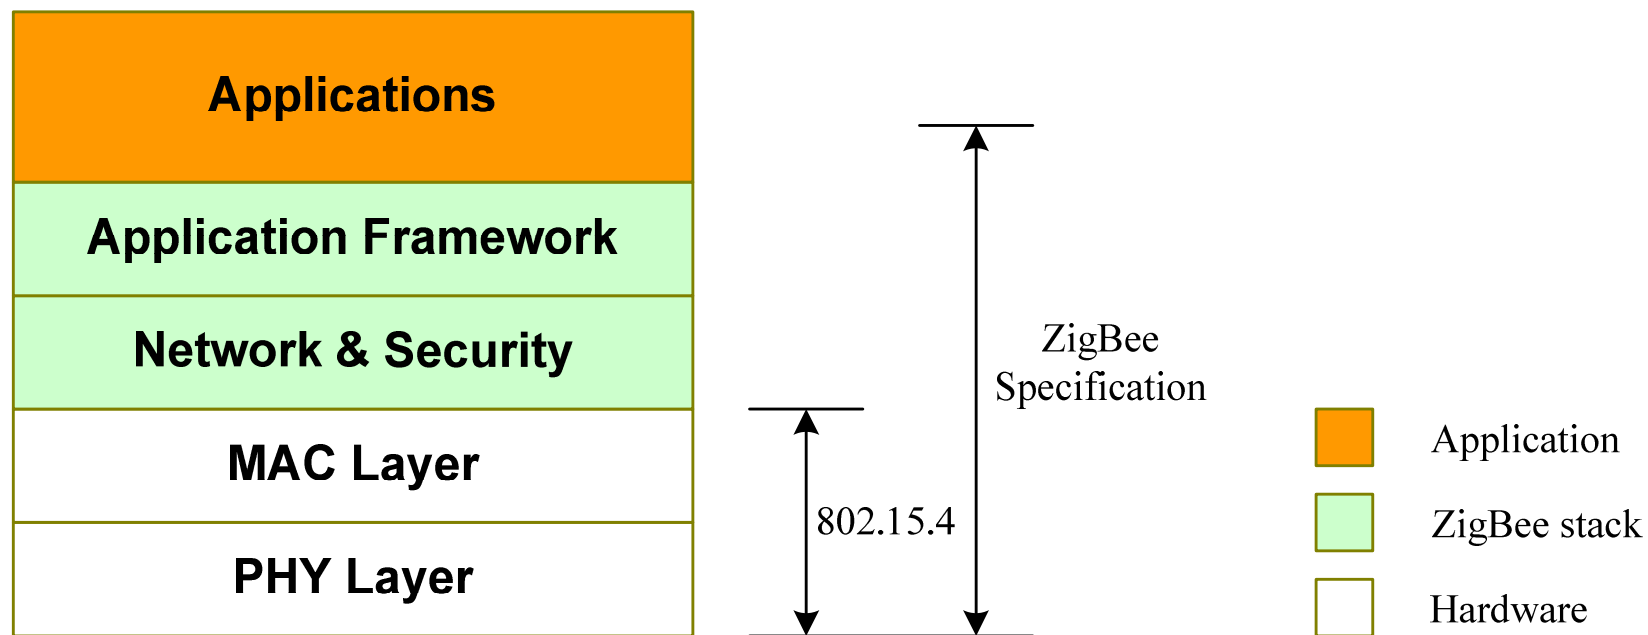 Applications
Application Framework
Network & Security
MAC Layer
PHY Layer
802.15.4
ZigBee
Specification
Application
ZigBee stack
Hardware